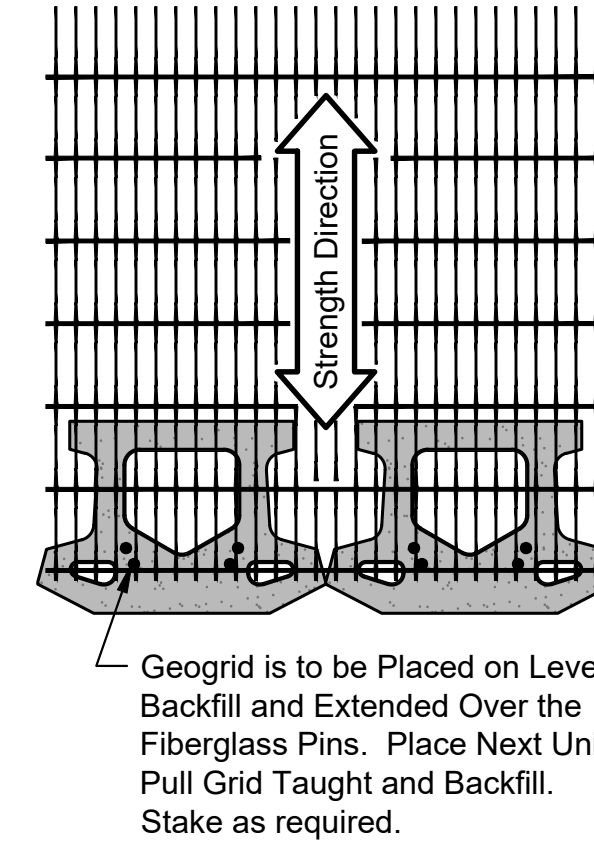 Strength Direction
Geogrid is to be Placed on Leve
Backfill and Extended Over the
Fiberglass Pins. Place Next Uni
Pull Grid Taught and Backfill.
Stake as required.